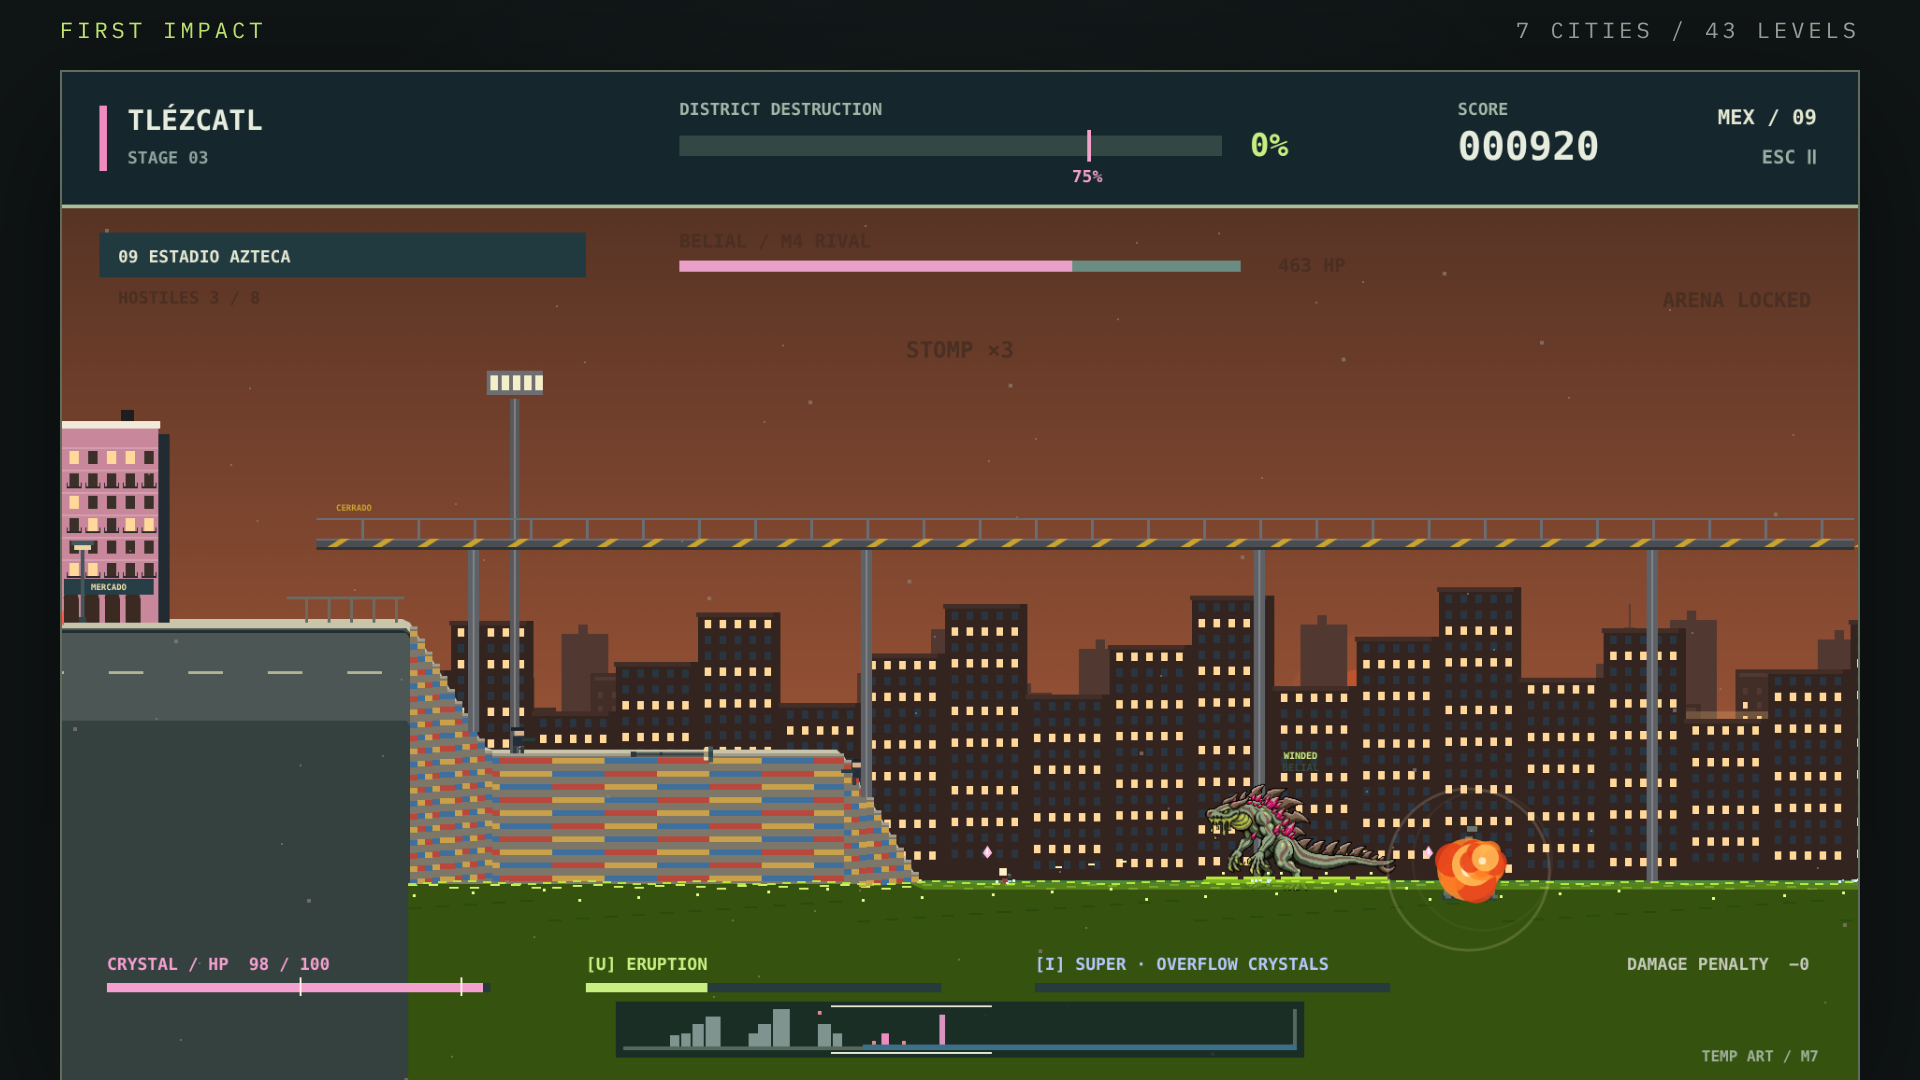 FIRST IMPACT
7 CITIES / 43 LEVELS
TLÉZCATL
STAGE 03
DISTRICT DESTRUCTION
0%
75%
SCORE
000920
MEX / 09
ESC II
09 ESTADIO AZTECA
HOSTILES 3 / 8
BELIAL / M4 RIVAL
463 HP
ARENA LOCKED
STOMP ×3
CERRADO
MERCADO
WINDED
BELIAL
CRYSTAL / HP 98 / 100
[U] ERUPTION
[I] SUPER · OVERFLOW CRYSTALS
DAMAGE PENALTY −0
TEMP ART / M7